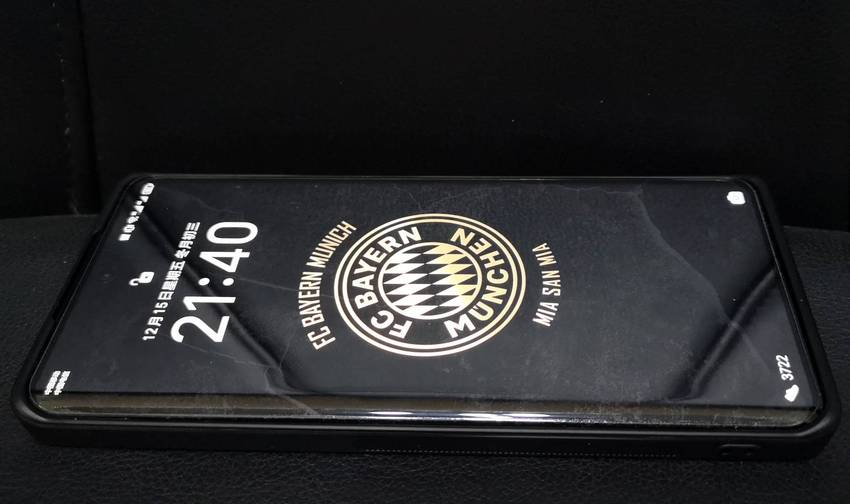 21:40
12月15日星期五 冬月初三
FC BAYERN MUNICH
FC BAYERN
MÜNCHEN
MIA SAN MIA
3722